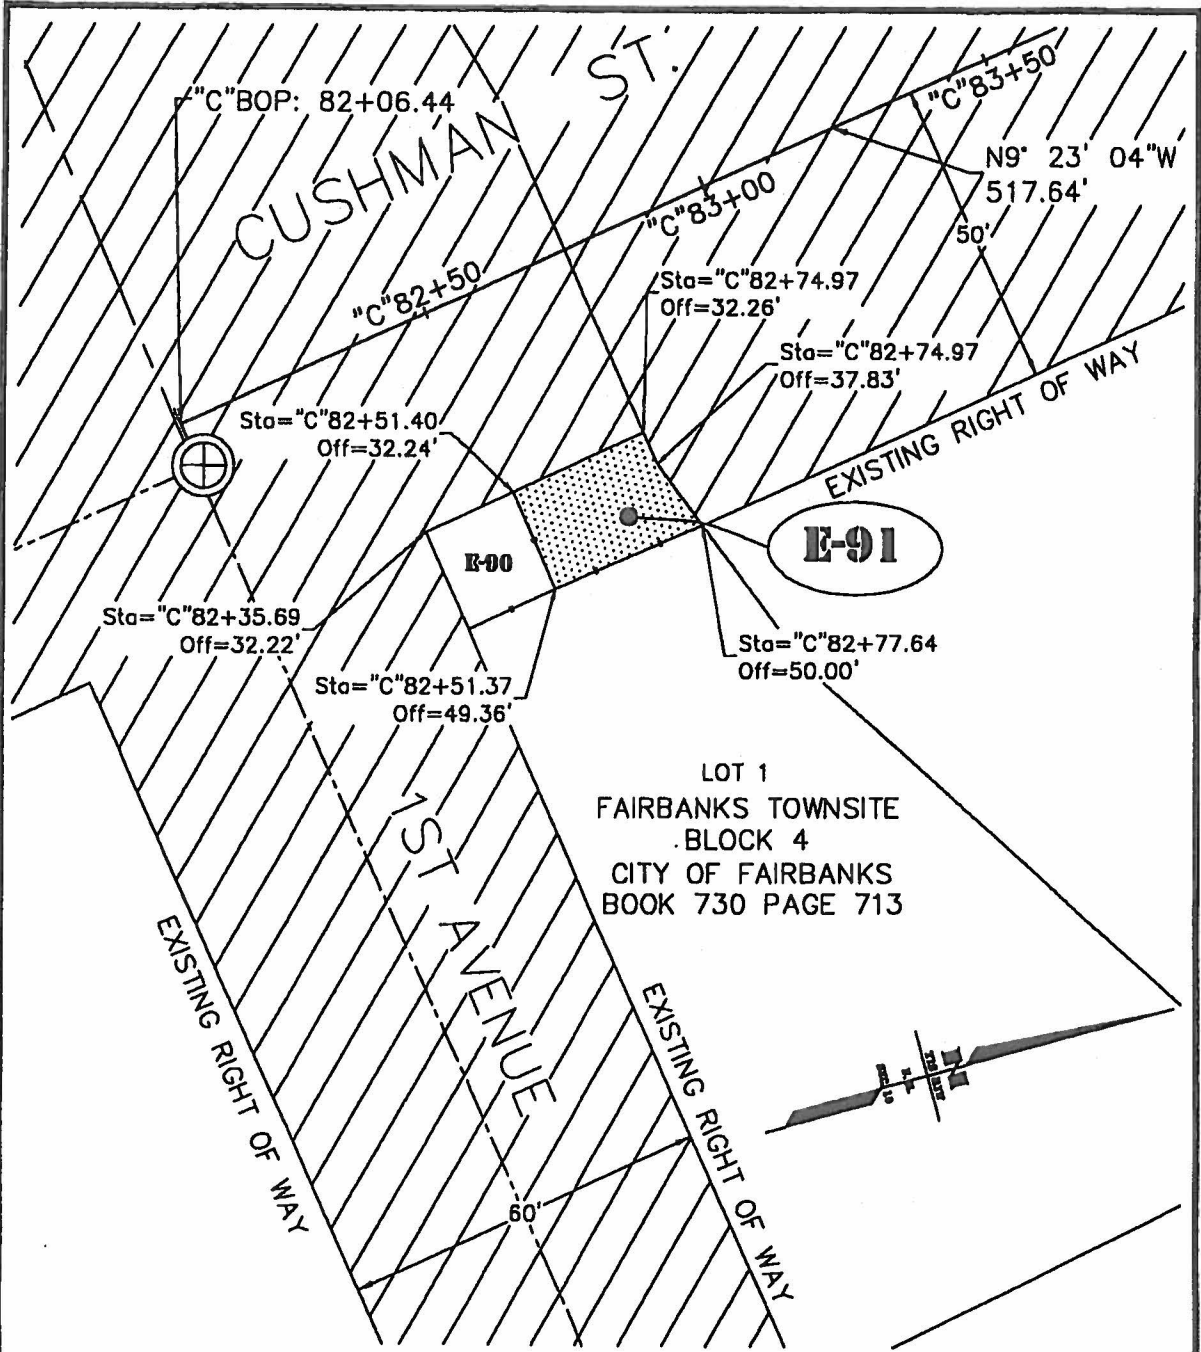 "C"BOP: 82+06.44
CUSHMAN ST.
"C"83+50
N9° 23' 04"W
517.64'
"C"83+00
50'
"C"82+50
Sta="C"82+74.97
Off=32.26'
Sta="C"82+74.97
Off=37.83'
EXISTING RIGHT OF WAY
Sta="C"82+51.40
Off=32.24'
E-91
E-90
Sta="C"82+35.69
Off=32.22'
Sta="C"82+77.64
Off=50.00'
Sta="C"82+51.37
Off=49.36'
LOT 1
FAIRBANKS TOWNSITE
BLOCK 4
CITY OF FAIRBANKS
BOOK 730 PAGE 713
1ST AVENUE
EXISTING RIGHT OF WAY
EXISTING RIGHT OF WAY
60'
N